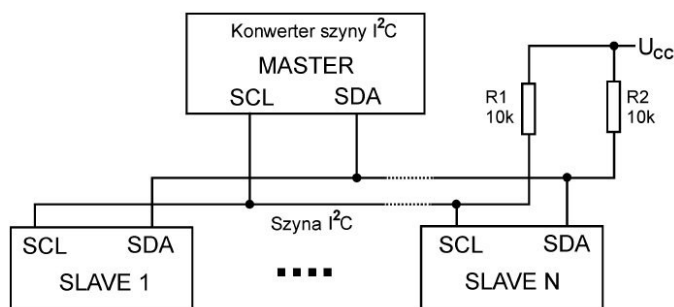 Konwerter szyny I²C
MASTER
SCL SDA
U_CC
R1
10k
R2
10k
Szyna I²C
SCL SDA
SLAVE 1
SCL SDA
SLAVE N